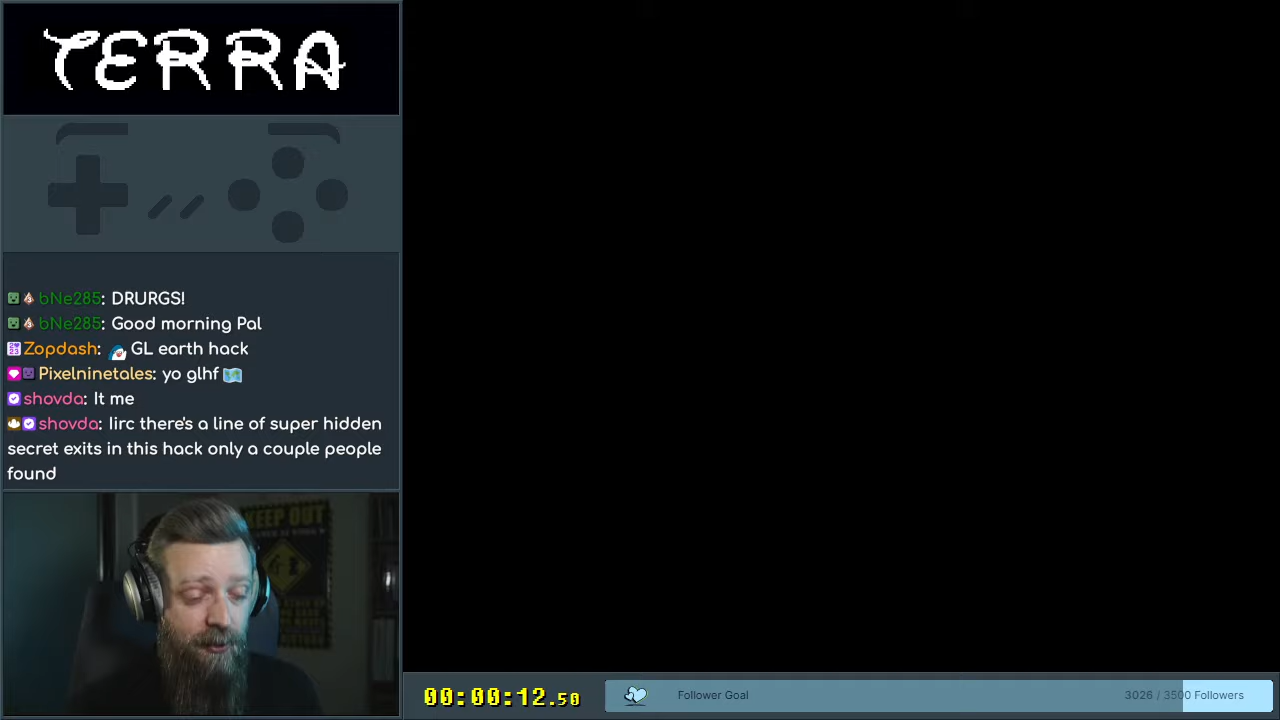 TERRA
bNe285: DRURGS!
bNe285: Good morning Pal
Zopdash: GL earth hack
Pixelninetales: yo glhf
shovda: It me
shovda: Iirc there's a line of super hidden
secret exits in this hack only a couple people
found
KEEP OUT
00:00:12.50
Follower Goal
3026 / 3500 Followers